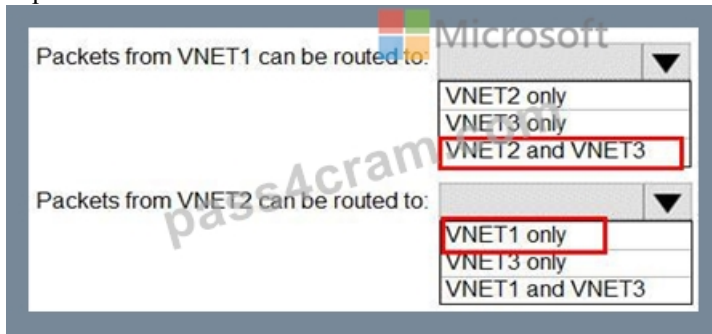 Microsoft
Packets from VNET1 can be routed to:
VNET2 only
VNET3 only
VNET2 and VNET3
pass4cram.com
Packets from VNET2 can be routed to:
VNET1 only
VNET3 only
VNET1 and VNET3